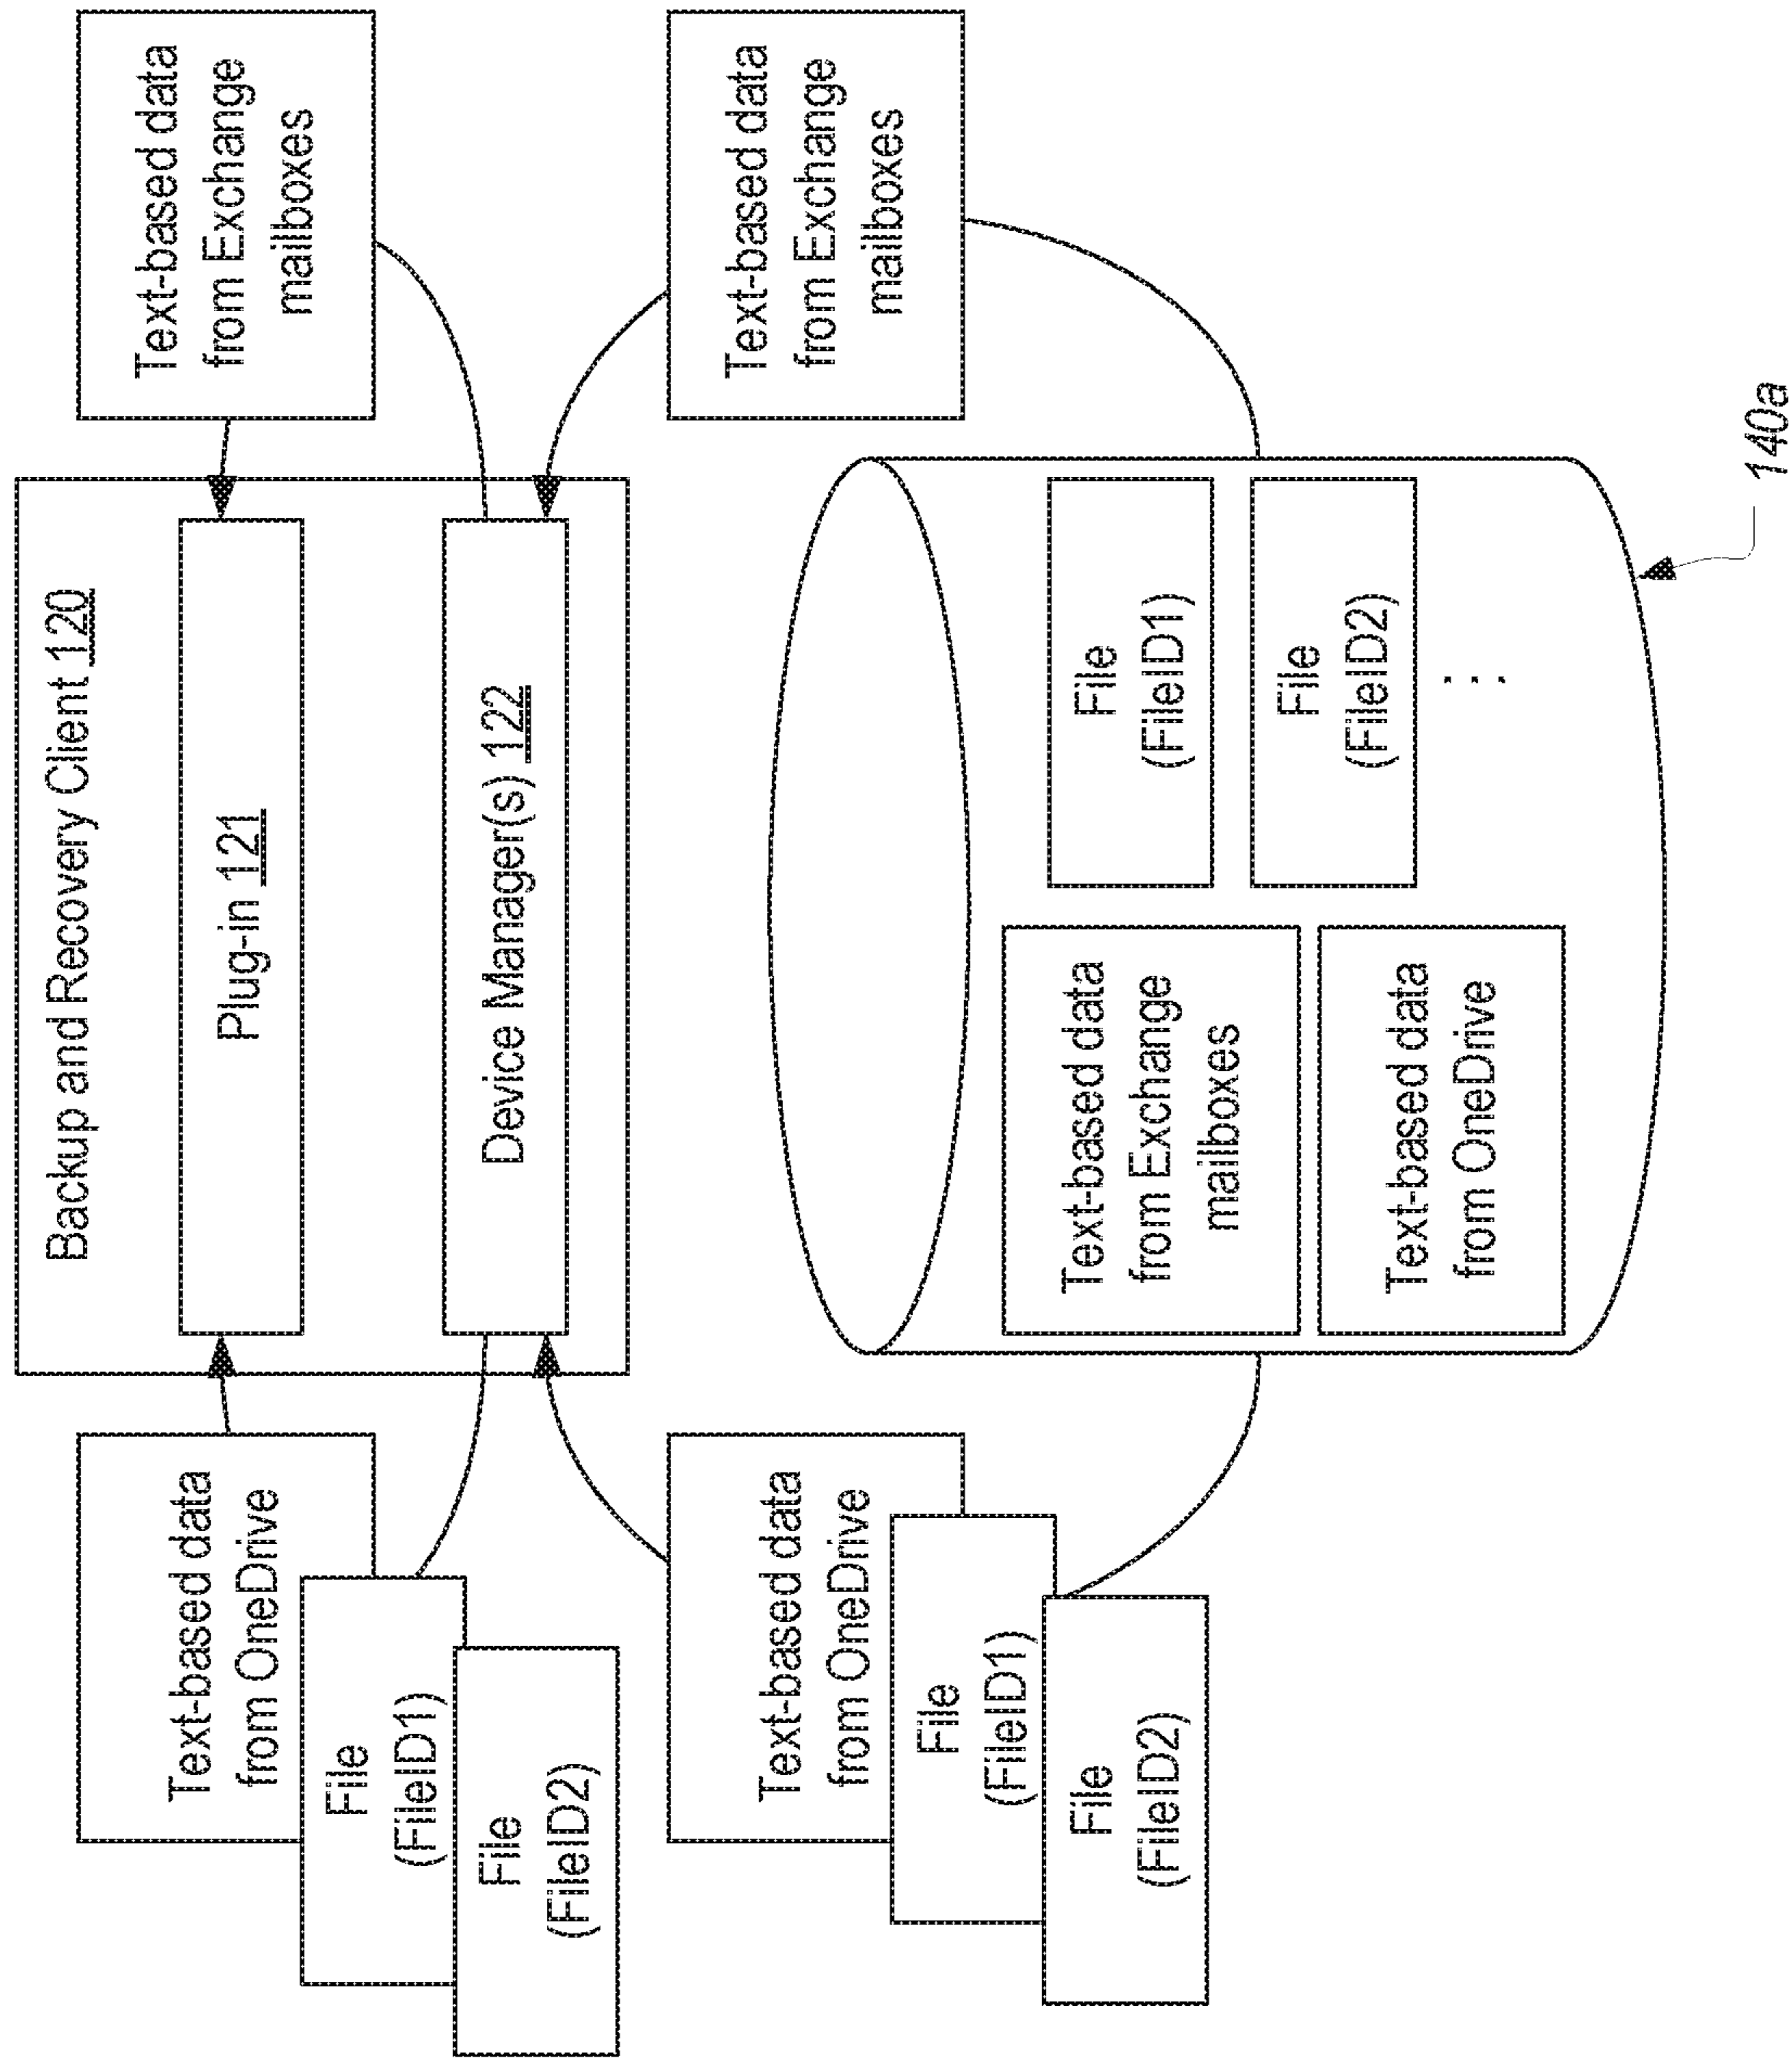 Backup and Recovery Client 120
Text-based data
from OneDrive
File
(FileID1)
File
(FileID2)
Plug-in 121
Device Manager(s) 122
Text-based data
from Exchange
mailboxes
Text-based data
from OneDrive
File
(FileID1)
File
(FileID2)
Text-based data
from Exchange
mailboxes
Text-based data
from Exchange
mailboxes
Text-based data
from OneDrive
File
(FileID1)
File
(FileID2)
...
140a